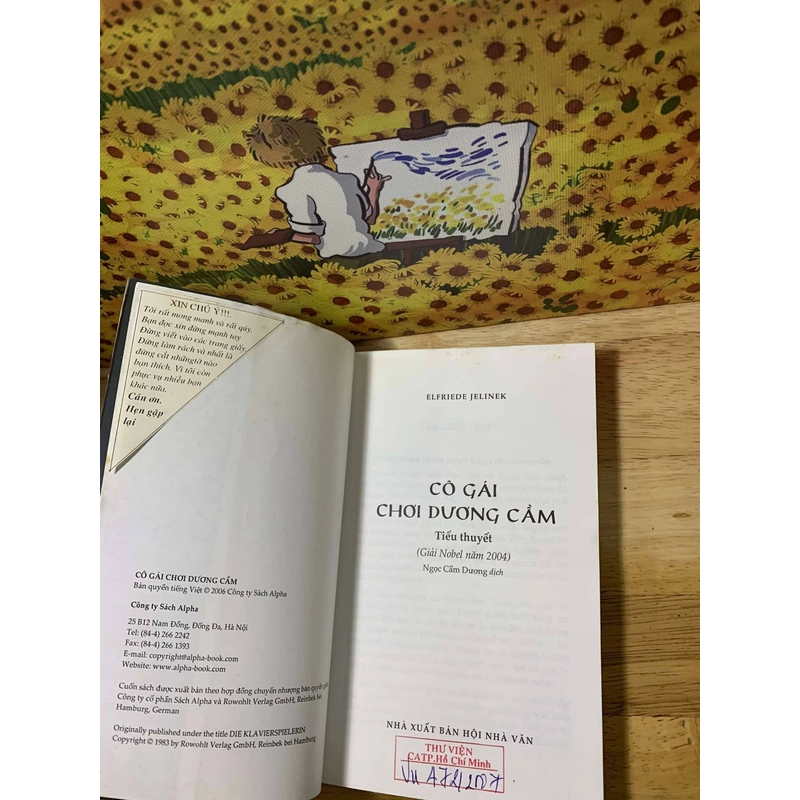 XIN CHÚ Ý!!!.
Tôi rất mong manh và rất qúy.
Bạn đọc xin đừng mạnh tay
Đừng viết vào các trang giấy.
Đừng làm rách và nhất là
đừng cắt nhữngtờ nào
bạn thích. Vì tôi còn
phục vụ nhiều bạn
khác nữa.
Cán ơn.
Hẹn gặp
lại
CÔ GÁI CHƠI DƯƠNG CẦM
Bản quyền tiếng Việt © 2006 Công ty Sách Alpha
Công ty Sách Alpha
25 B12 Nam Đồng, Đống Đa, Hà Nội
Tel: (84-4) 266 2242
Fax: (84-4) 266 1393
E-mail: copyright@alpha-book.com
Website: www.alpha-book.com
Cuốn sách được xuất bản theo hợp đồng chuyển nhượng bản quyền giữa
Công ty cổ phần Sách Alpha và Rowohlt Verlag GmbH, Reinbek bei
Hamburg, German
Originally published under the title DIE KLAVIERSPIELERIN
Copyright © 1983 by Rowohlt Verlag GmbH, Reinbek bei Hamburg
ELFRIEDE JELINEK
CÔ GÁI
CHƠI DƯƠNG CẦM
Tiểu thuyết
(Giải Nobel năm 2004)
Ngọc Cầm Dương dịch
NHÀ XUẤT BẢN HỘI NHÀ VĂN
THƯ VIỆN
CATP.Hồ Chí Minh